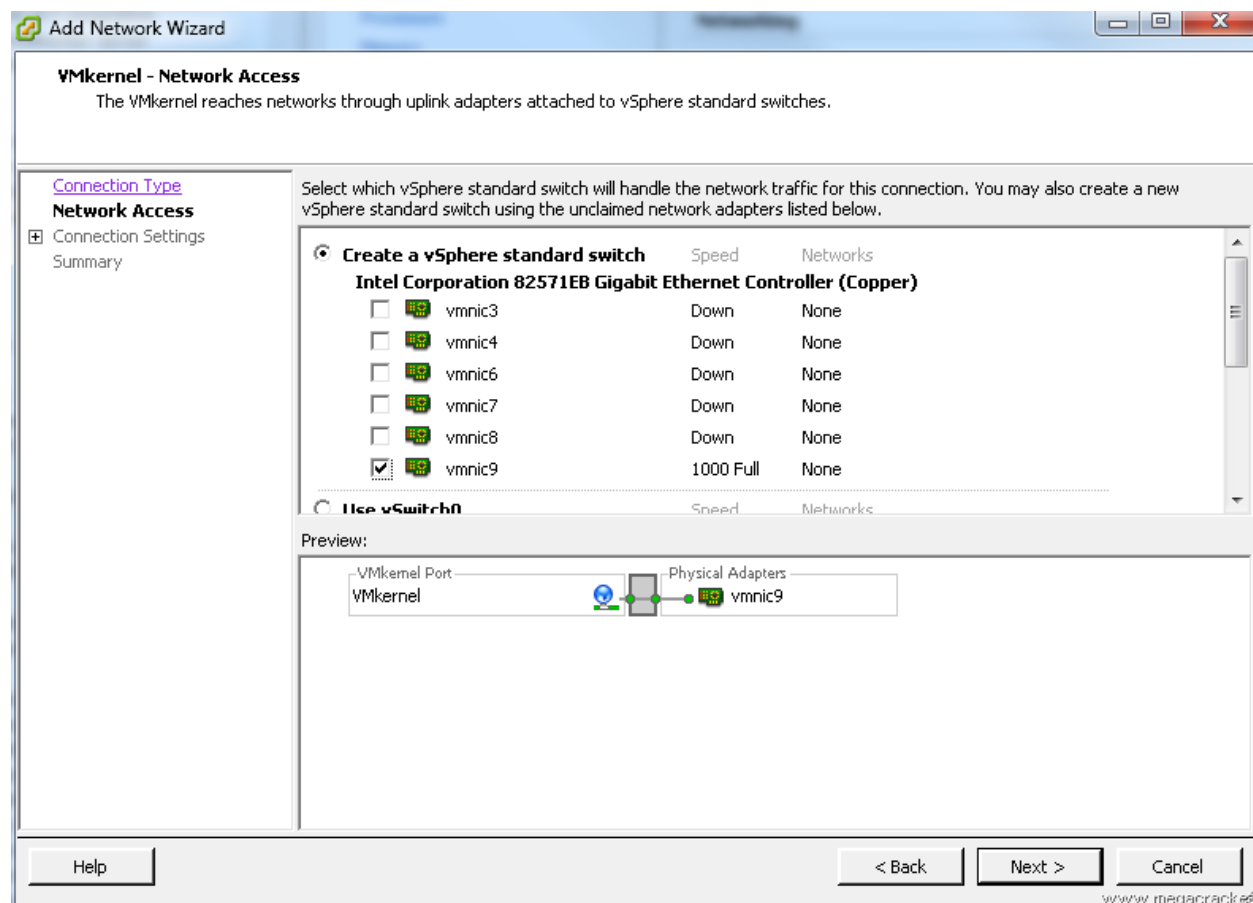 Add Network Wizard
VMkernel - Network Access
The VMkernel reaches networks through uplink adapters attached to vSphere standard switches.
Connection Type
Network Access
Connection Settings
Summary
Select which vSphere standard switch will handle the network traffic for this connection. You may also create a new
vSphere standard switch using the unclaimed network adapters listed below.
Create a vSphere standard switch Speed Networks
Intel Corporation 82571EB Gigabit Ethernet Controller (Copper)
vmnic3 Down None
vmnic4 Down None
vmnic6 Down None
vmnic7 Down None
vmnic8 Down None
vmnic9 1000 Full None
Use vSwitch0 Speed Networks
Preview:
VMkernel Port Physical Adapters
VMkernel vmnic9
Help < Back Next > Cancel